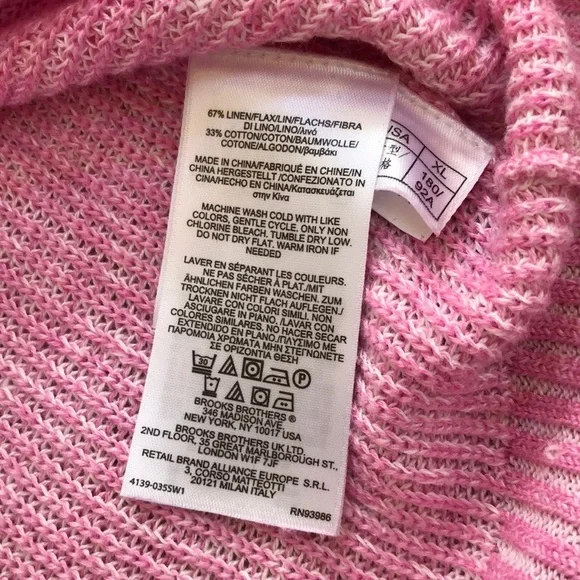 67% LINEN/FLAX/LIN/FLACHS/FIBRA
DI LINO/LINO/λινό
33% COTTON/COTON/BAUMWOLLE/
COTONE/ALGODON/βαμβάκι
MADE IN CHINA/FABRIQUÉ EN CHINE/IN
CHINA HERGESTELLT/CONFEZIONATO IN
CINA/HECHO EN CHINA/Κατασκευάζεται
στην Κίνα
MACHINE WASH COLD WITH LIKE
COLORS, GENTLE CYCLE. ONLY NON
CHLORINE BLEACH. TUMBLE DRY LOW.
DO NOT DRY FLAT. WARM IRON IF
NEEDED
LAVER EN SÉPARANT LES COULEURS.
NE PAS SÉCHER À PLAT./MIT
ÄHNLICHEN FARBEN WASCHEN. ZUM
TROCKNEN NICHT FLACH AUFLEGEN./
LAVARE CON COLORI SIMILI. NON
ASCIUGARE IN PIANO. /LAVAR CON
COLORES SIMILARES. NO HACER SECAR
EXTENDIDO EN PLANO./ΠΛΥΣΙΜΟ ΜΕ
ΠΑΡΟΜΟΙΑ ΧΡΩΜΑΤΑ ΜΗΝ ΣΤΕΓΝΩΝΕΤΕ
ΣΕ ΟΡΙΖΟΝΤΙΑ ΘΕΣΗ
30 P
BROOKS BROTHERS ®
346 MADISON AVE.
NEW YORK, NY 10017 USA
BROOKS BROTHERS UK LTD.
2ND FLOOR, 35 GREAT MARLBOROUGH ST.,
LONDON W1F 7JF
RETAIL BRAND ALLIANCE EUROPE S.R.L.
3, CORSO MATTEOTTI
20121 MILAN ITALY
4139-0355W1 RN93986
USA XL
型 180/
格 92A